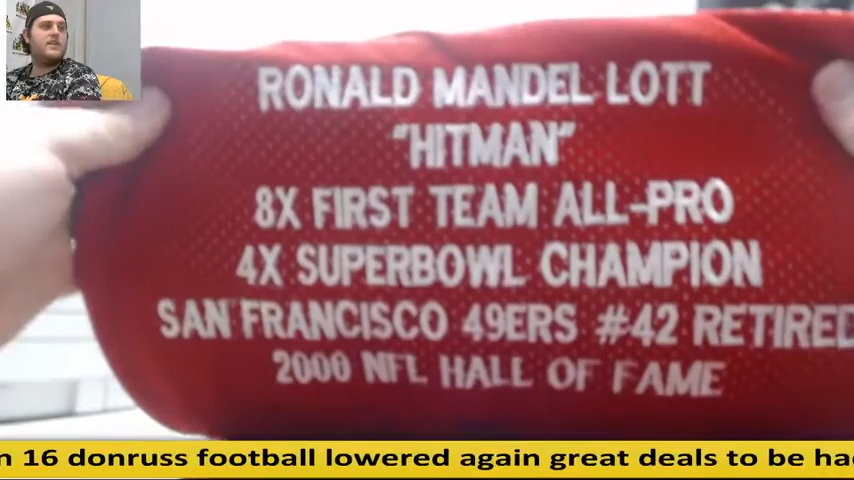 RONALD MANDEL LOTT
"HITMAN"
8X FIRST TEAM ALL-PRO
4X SUPERBOWL CHAMPION
SAN FRANCISCO 49ERS #42 RETIRED
2000 NFL HALL OF FAME
n 16 donruss football lowered again great deals to be ha